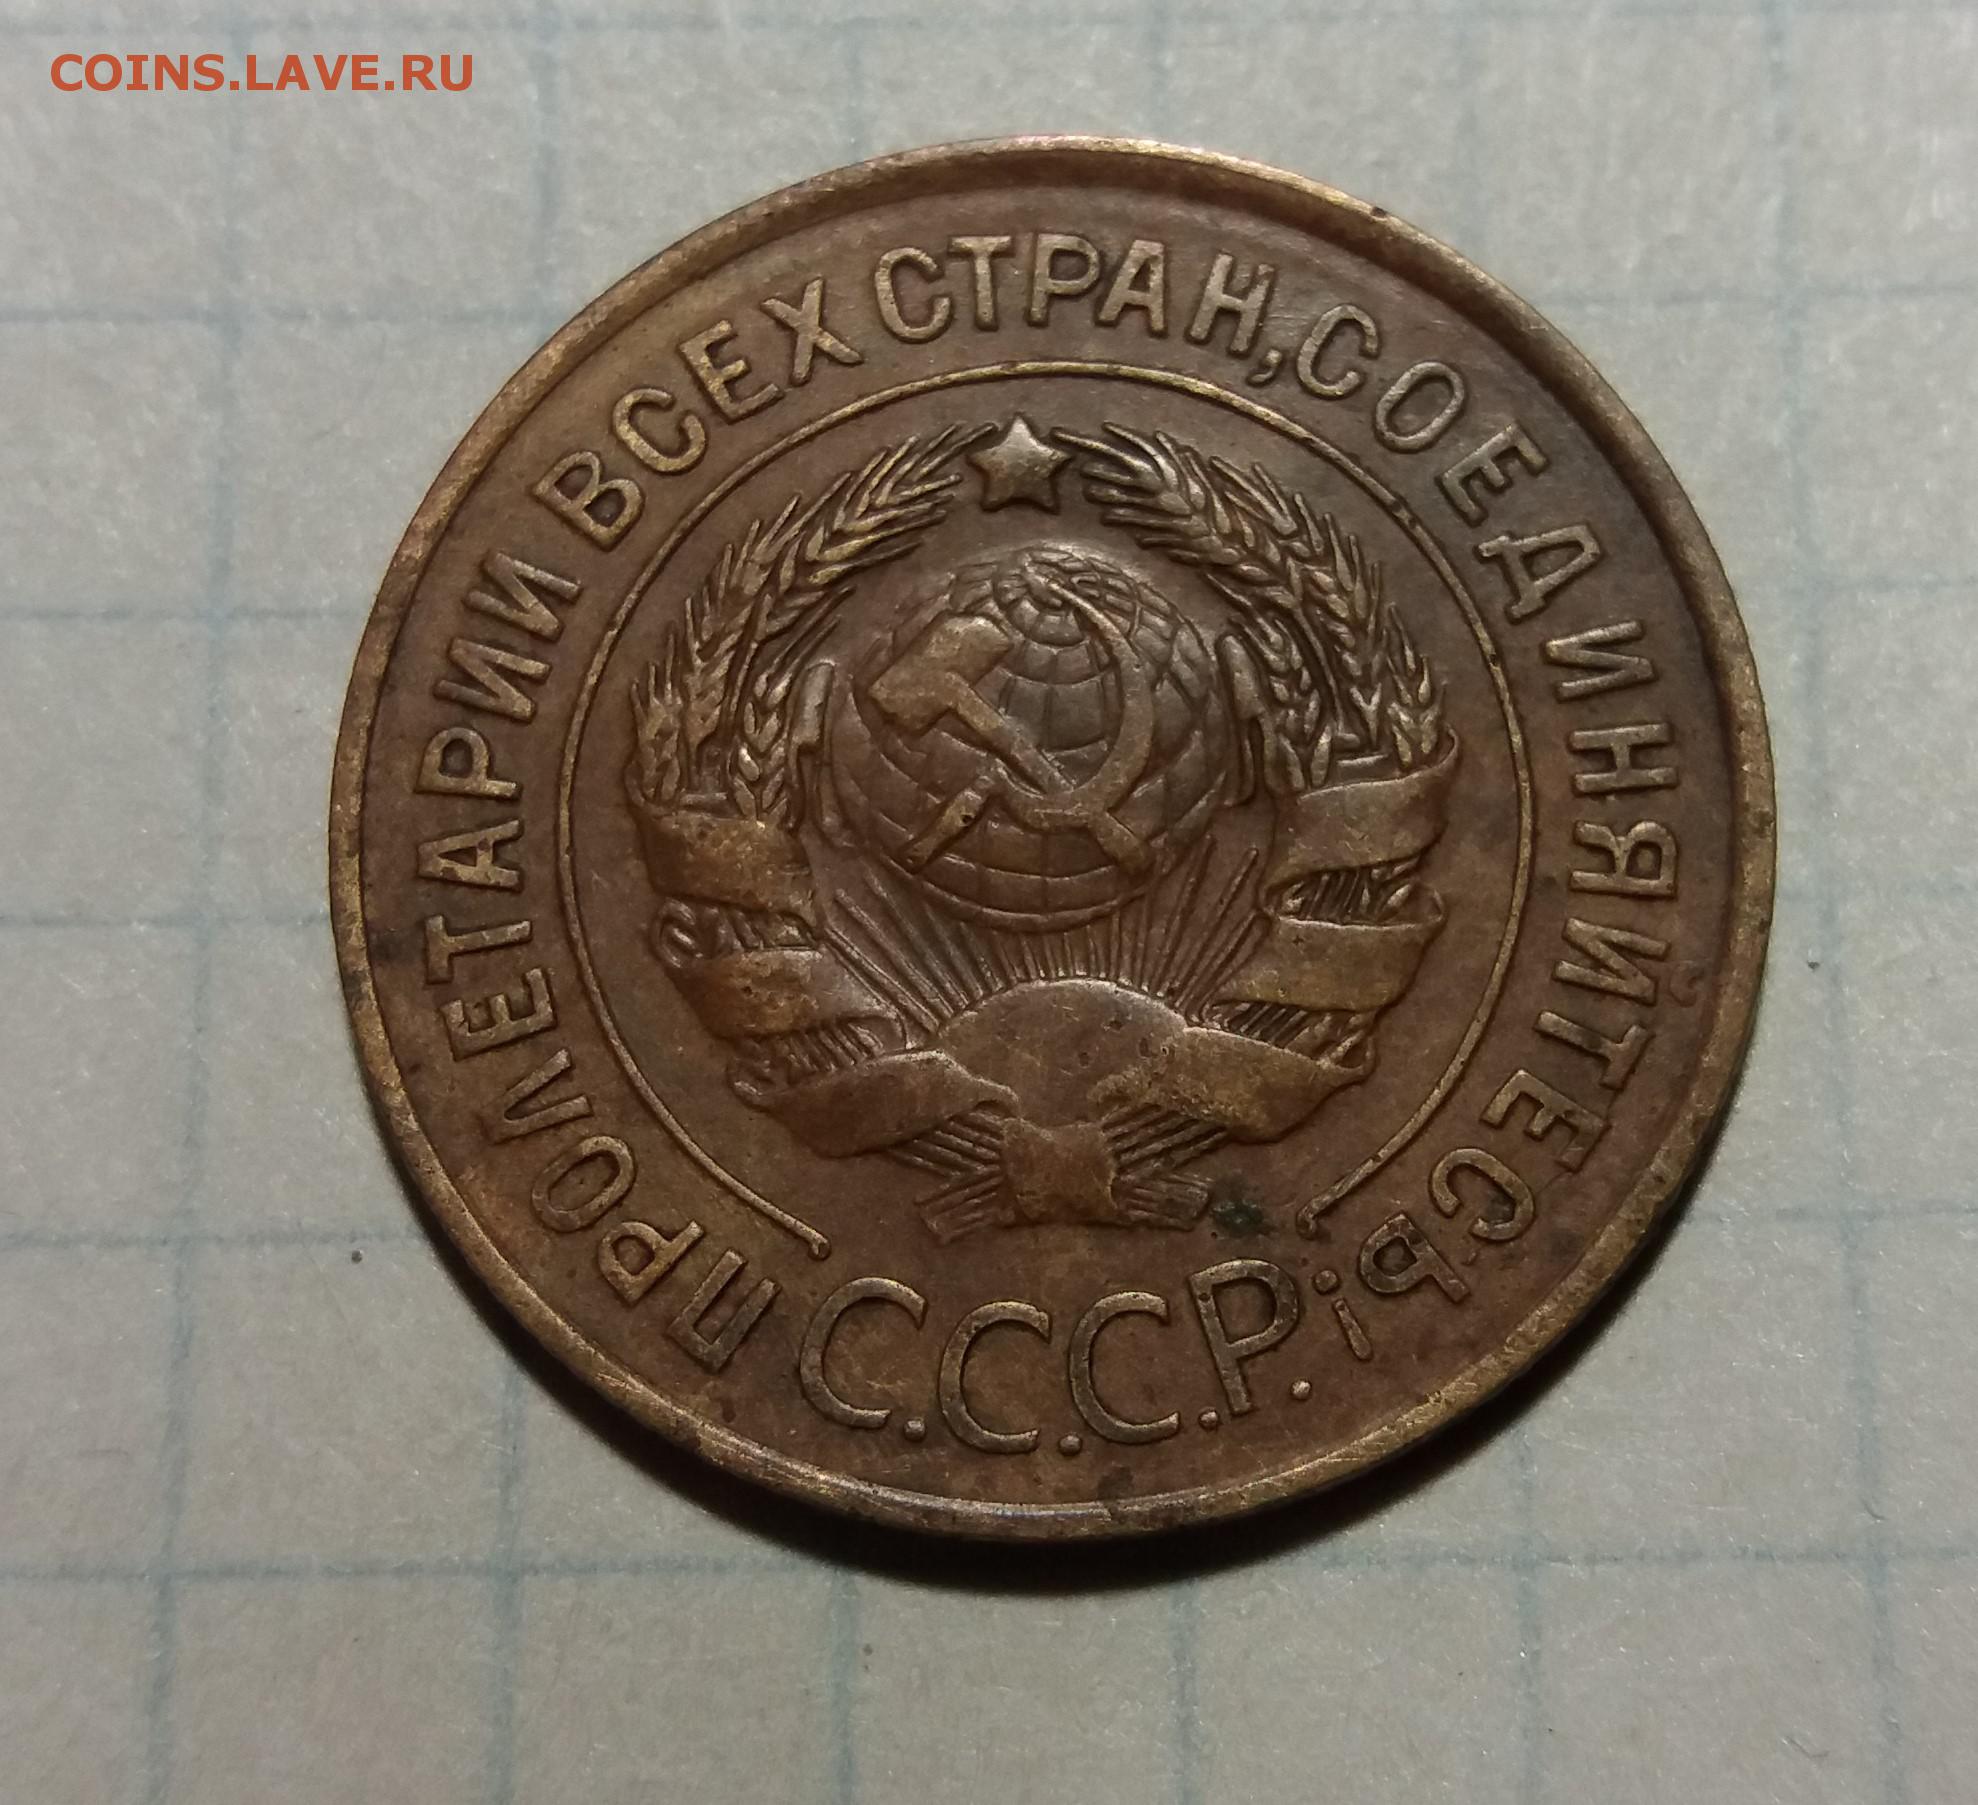 COINS.LAVE.RU
ПРОЛЕТАРИИ ВСЕХ СТРАН, СОЕДИНЯЙТЕСЬ!
С.С.С.Р.